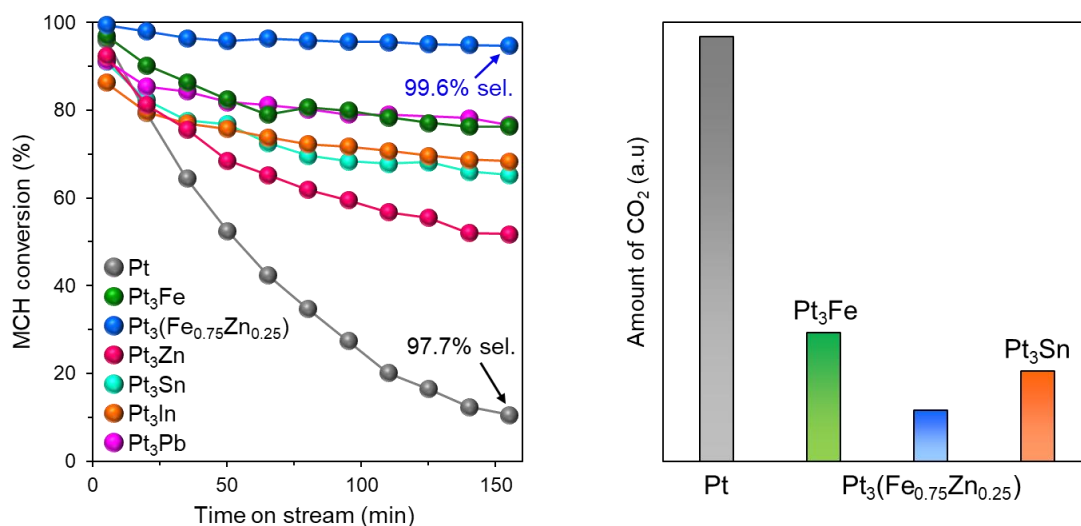 100
80
60
40
20
0
MCH conversion (%)
99.6% sel.
97.7% sel.
Pt
Pt₃Fe
Pt₃(Fe₀.₇₅Zn₀.₂₅)
Pt₃Zn
Pt₃Sn
Pt₃In
Pt₃Pb
0
50
100
150
Time on stream (min)
Amount of CO₂ (a.u)
Pt₃Fe
Pt₃Sn
Pt
Pt₃(Fe₀.₇₅Zn₀.₂₅)